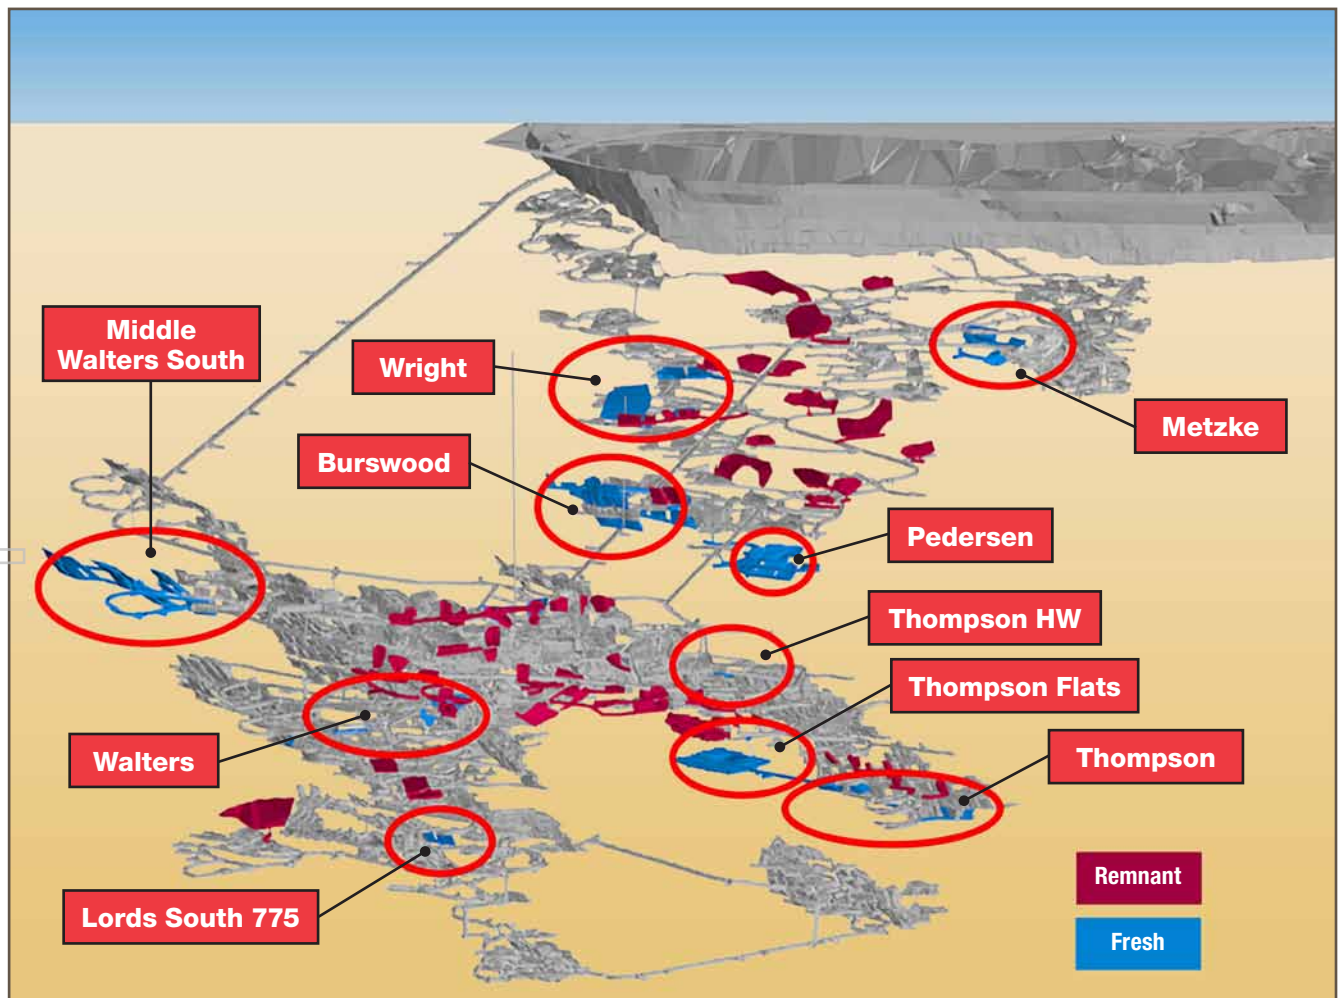 Middle
Walters South
Wright
Metzke
Burswood
Pedersen
Thompson HW
Thompson Flats
Walters
Thompson
Remnant
Lords South 775
Fresh